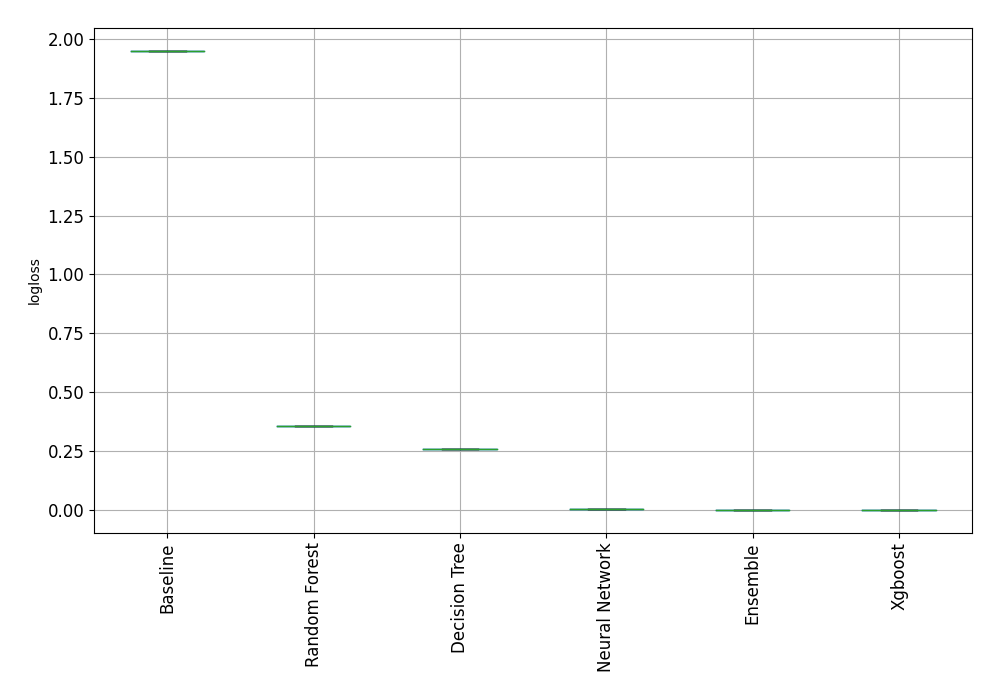 2.00
1.75
1.50
1.25
1.00
0.75
0.50
0.25
0.00
logloss
Baseline
Random Forest
Decision Tree
Neural Network
Ensemble
Xgboost